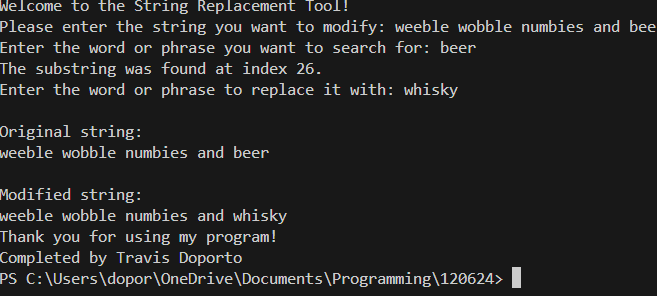 Welcome to the String Replacement Tool!
Please enter the string you want to modify: weeble wobble numbies and bee
Enter the word or phrase you want to search for: beer
The substring was found at index 26.
Enter the word or phrase to replace it with: whisky
Original string:
weeble wobble numbies and beer
Modified string:
weeble wobble numbies and whisky
Thank you for using my program!
Completed by Travis Doporto
PS C:\Users\dopor\OneDrive\Documents\Programming\120624>